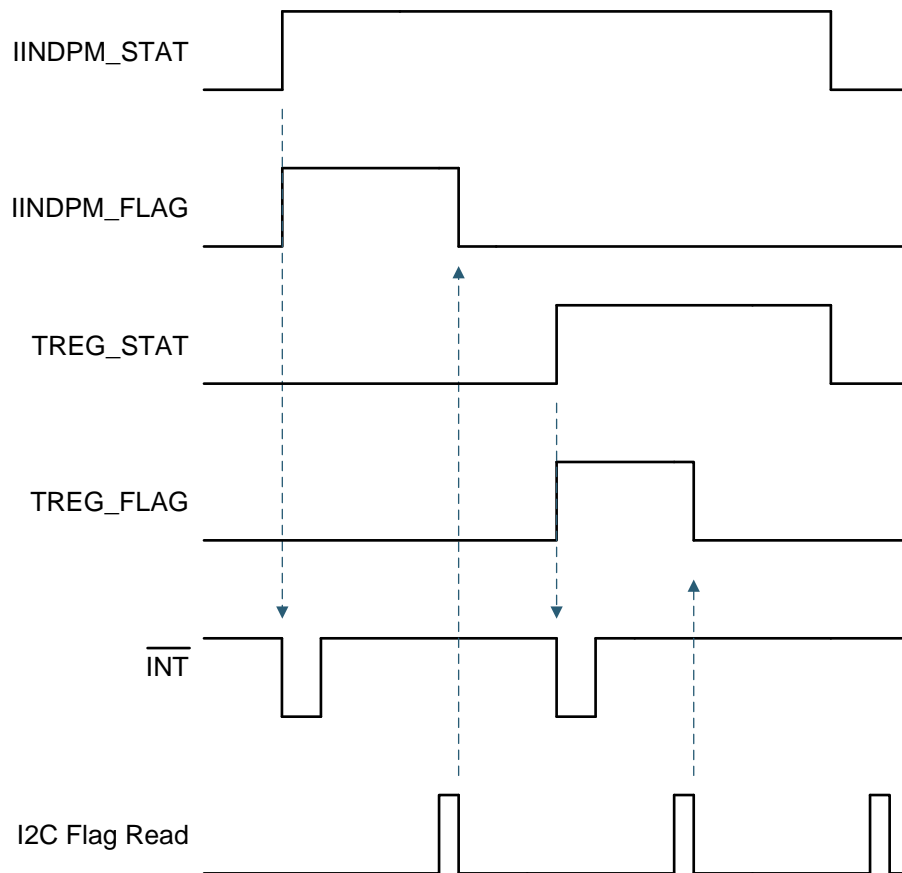 IINDPM_STAT
IINDPM_FLAG
TREG_STAT
TREG_FLAG
INT
I2C Flag Read